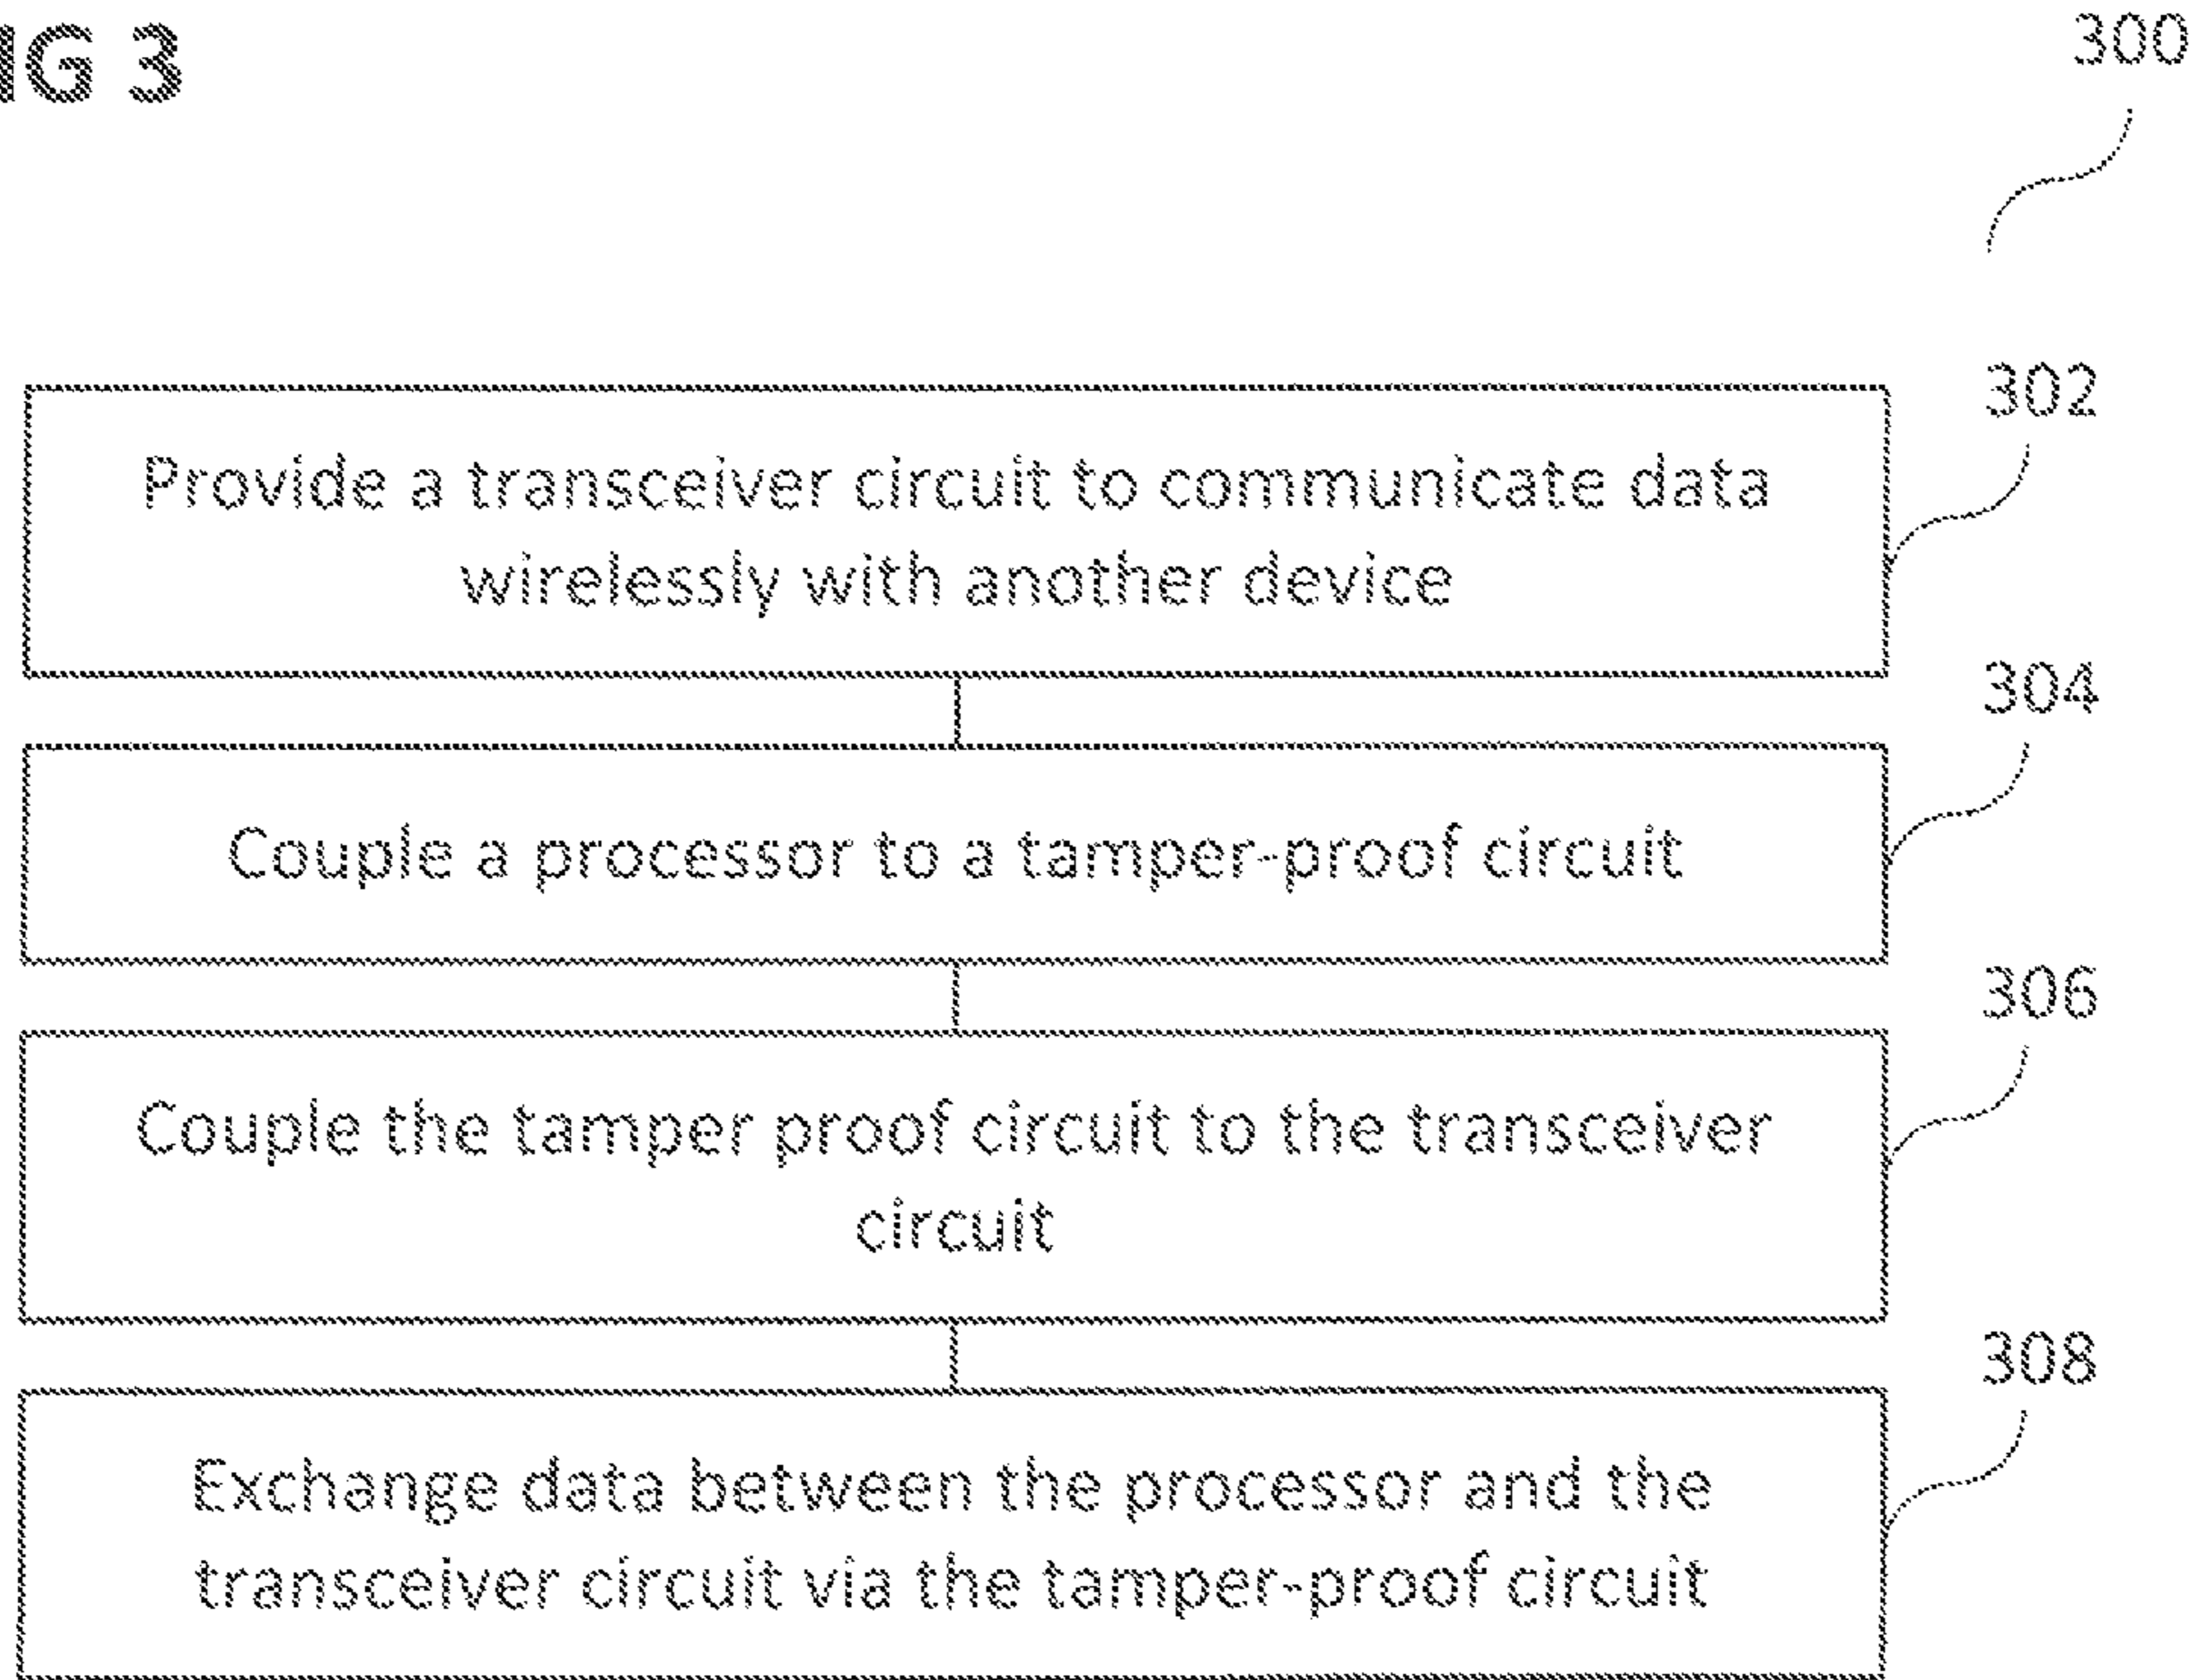 IG 3
300
302
Provide a transceiver circuit to communicate data
wirelessly with another device
304
Couple a processor to a tamper-proof circuit
306
Couple the tamper proof circuit to the transceiver
circuit
308
Exchange data between the processor and the
transceiver circuit via the tamper-proof circuit